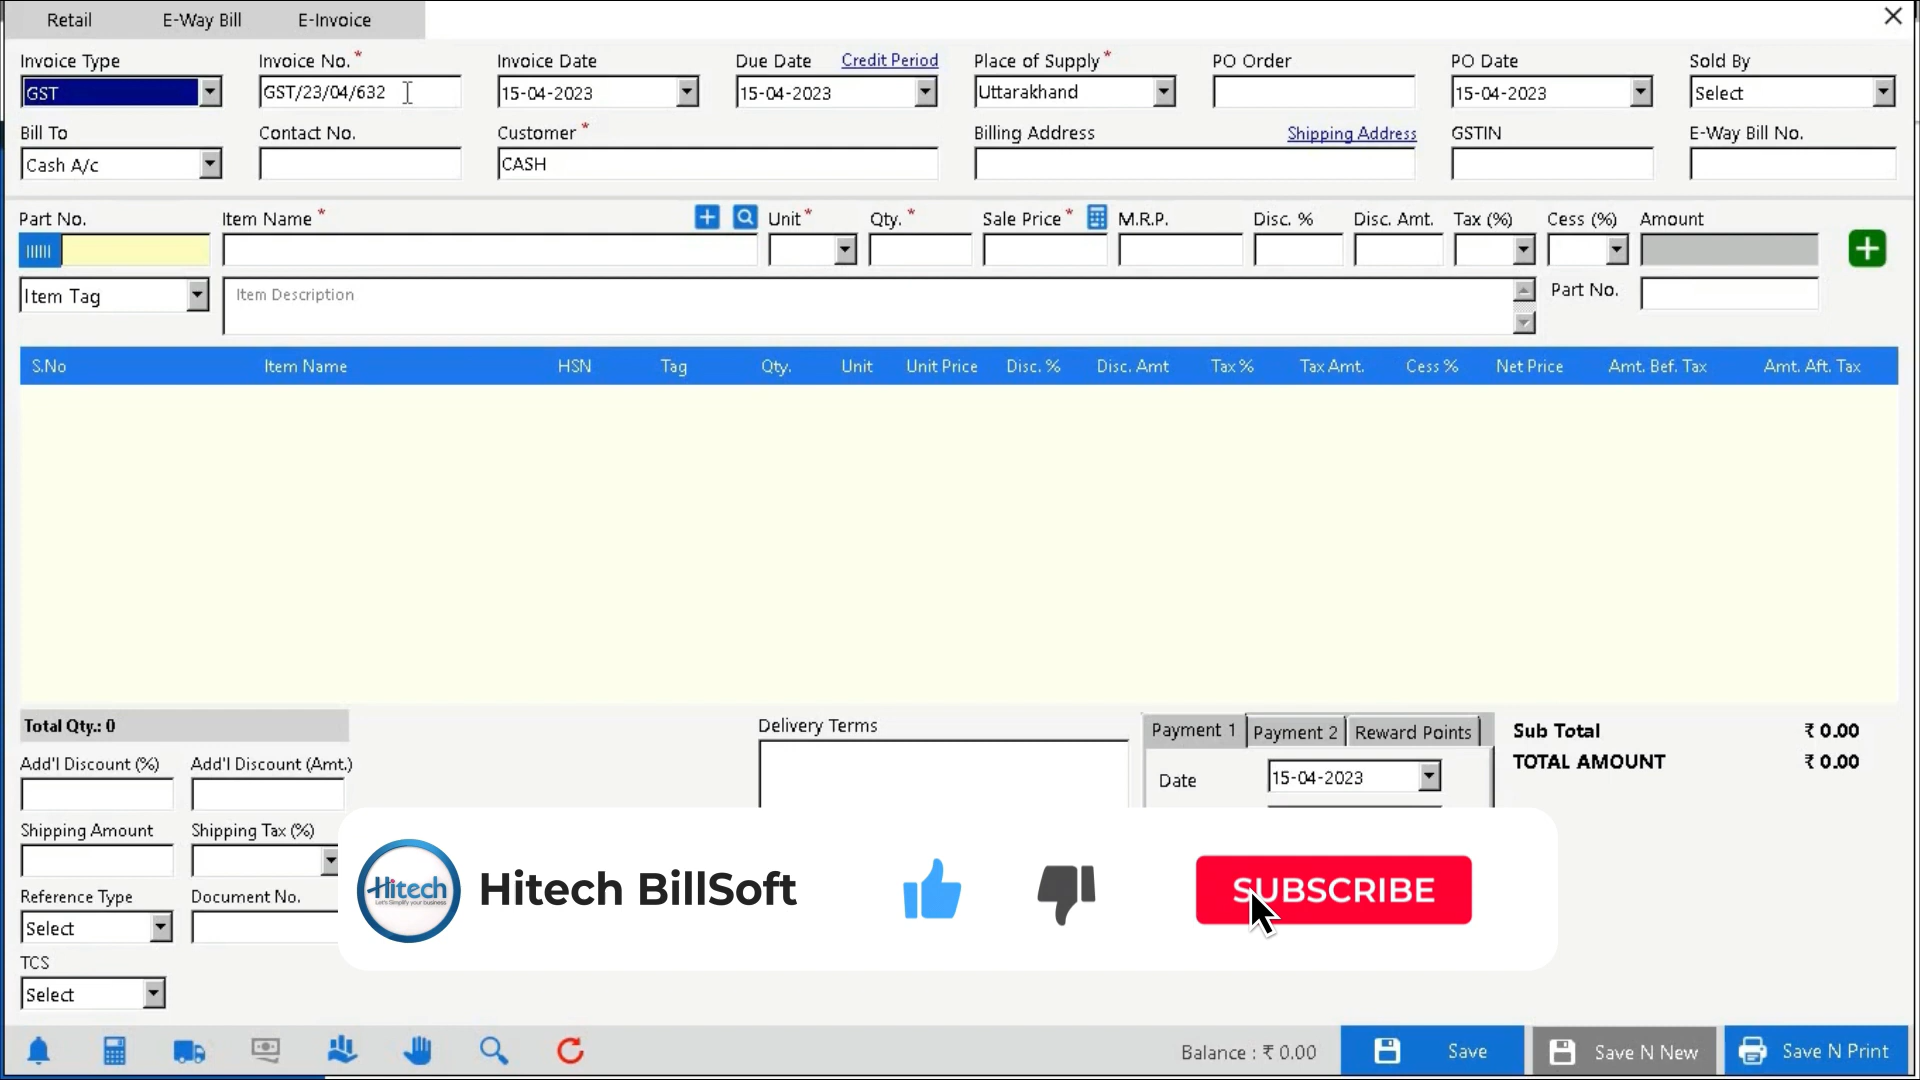 Retail E-Way Bill E-Invoice
Invoice Type Invoice No. * Invoice Date Due Date Credit Period Place of Supply * PO Order PO Date Sold By
GST GST/23/04/632 15-04-2023 15-04-2023 Uttarakhand 15-04-2023 Select
Bill To Contact No. Customer * Billing Address Shipping Address GSTIN E-Way Bill No.
Cash A/c CASH
Part No. Item Name * Unit * Qty. * Sale Price * M.R.P. Disc. % Disc. Amt. Tax (%) Cess (%) Amount
Item Tag Item Description Part No.
S.No Item Name HSN Tag Qty. Unit Unit Price Disc. % Disc. Amt Tax % Tax Amt. Cess % Net Price Amt. Bef. Tax Amt. Aft. Tax
Total Qty.: 0 Delivery Terms Payment 1 Payment 2 Reward Points Sub Total ₹ 0.00
Add'l Discount (%) Add'l Discount (Amt.) Date 15-04-2023 TOTAL AMOUNT ₹ 0.00
Shipping Amount Shipping Tax (%)
Hitech Let's Simplify your business Hitech BillSoft SUBSCRIBE
Reference Type Document No.
Select
TCS
Select
Balance : ₹ 0.00 Save Save N New Save N Print